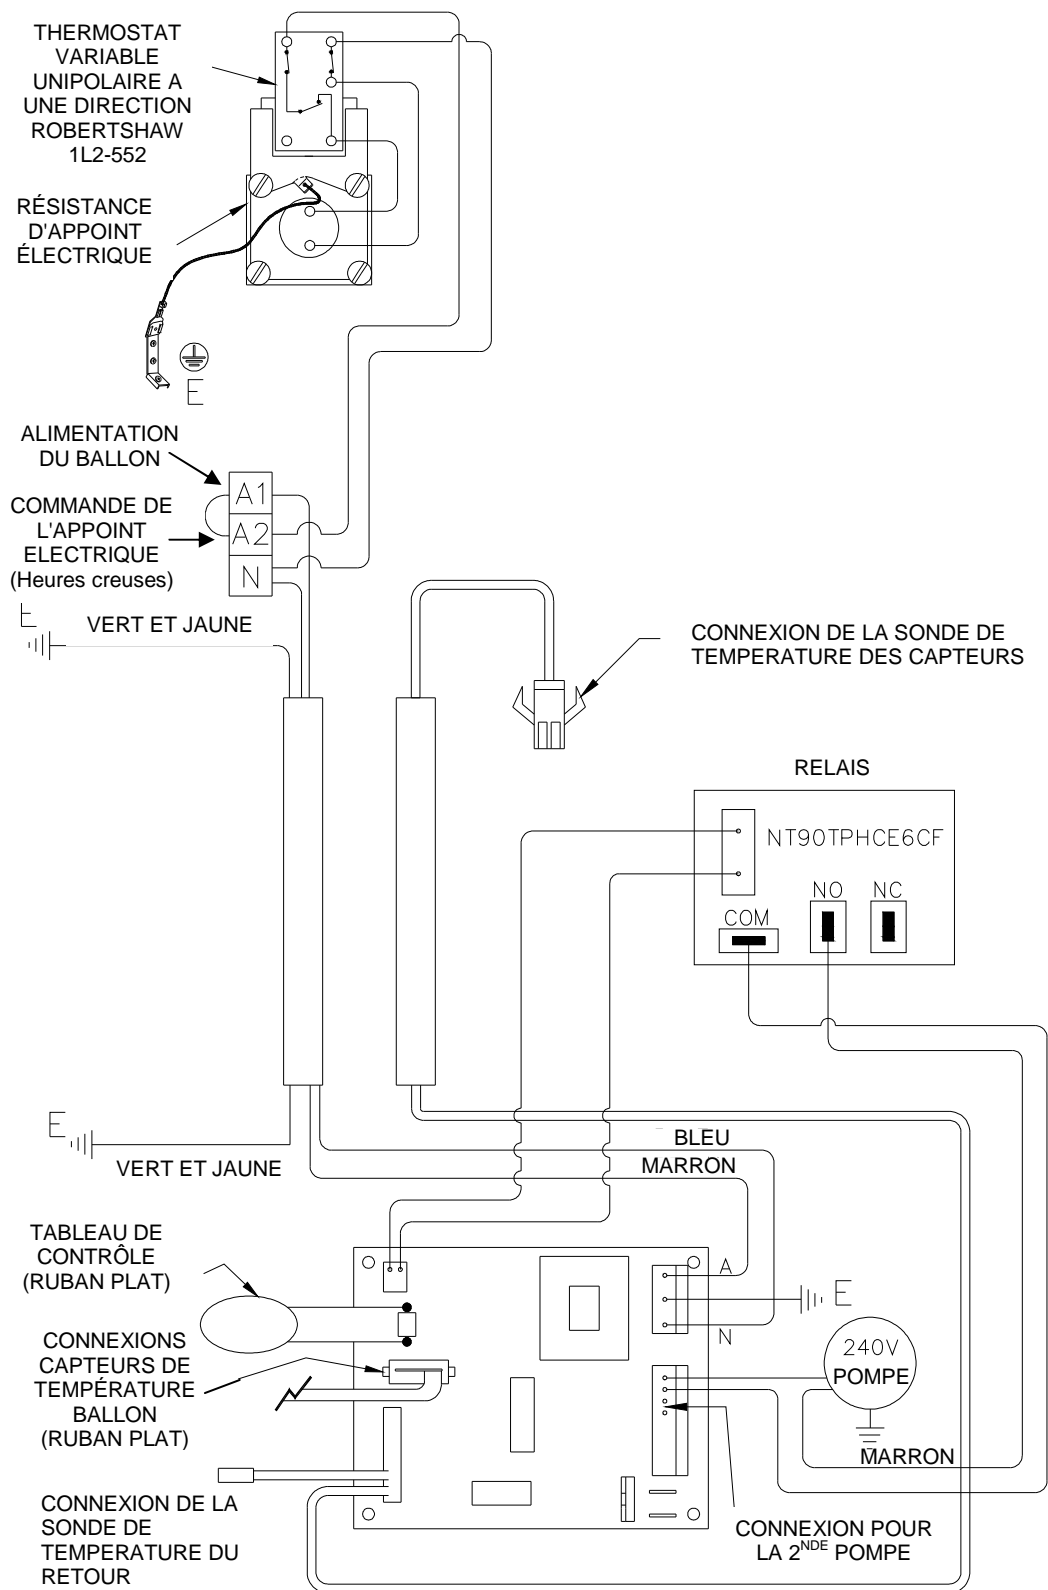 THERMOSTAT
VARIABLE
UNIPOLAIRE A
UNE DIRECTION
ROBERTSHAW
1L2-552
RÉSISTANCE
D'APPOINT
ÉLECTRIQUE
E
ALIMENTATION
DU BALLON
A1
COMMANDE DE
L'APPOINT
ELECTRIQUE
(Heures creuses)
A2
N
E
VERT ET JAUNE
CONNEXION DE LA SONDE DE
TEMPERATURE DES CAPTEURS
RELAIS
NT90TPHCE6CF
NO
NC
COM
E
VERT ET JAUNE
BLEU
MARRON
TABLEAU DE
CONTRÔLE
(RUBAN PLAT)
A
E
N
CONNEXIONS
CAPTEURS DE
TEMPÉRATURE
BALLON
(RUBAN PLAT)
240V
POMPE
MARRON
CONNEXION DE LA
SONDE DE
TEMPERATURE DU
RETOUR
CONNEXION POUR
LA 2NDE POMPE